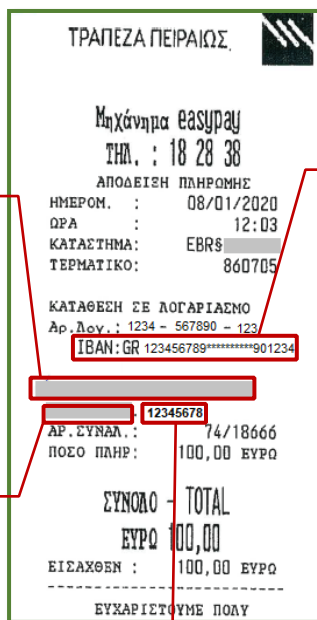 ΤΡΑΠΕΖΑ ΠΕΙΡΑΙΩΣ
Μηχάνημα easypay
ΤΗΛ. : 18 28 38
ΑΠΟΔΕΙΞΗ ΠΛΗΡΩΜΗΣ
ΗΜΕΡΟΜ. : 08/01/2020
ΩΡΑ : 12:03
ΚΑΤΑΣΤΗΜΑ: EBR§
ΤΕΡΜΑΤΙΚΟ: 860705
ΚΑΤΑΘΕΣΗ ΣΕ ΛΟΓΑΡΙΑΣΜΟ
Αρ.Λογ.: 1234 - 567890 - 123
IBAN:GR 123456789**********901234
12345678
ΑΡ.ΣΥΝΑΛ.: 74/18666
ΠΟΣΟ ΠΛΗΡ: 100,00 ΕΥΡΩ
ΣΥΝΟΛΟ - TOTAL
ΕΥΡΩ 100,00
ΕΙΣΑΧΘΕΝ : 100,00 ΕΥΡΩ
ΕΥΧΑΡΙΣΤΟΥΜΕ ΠΟΛΥ